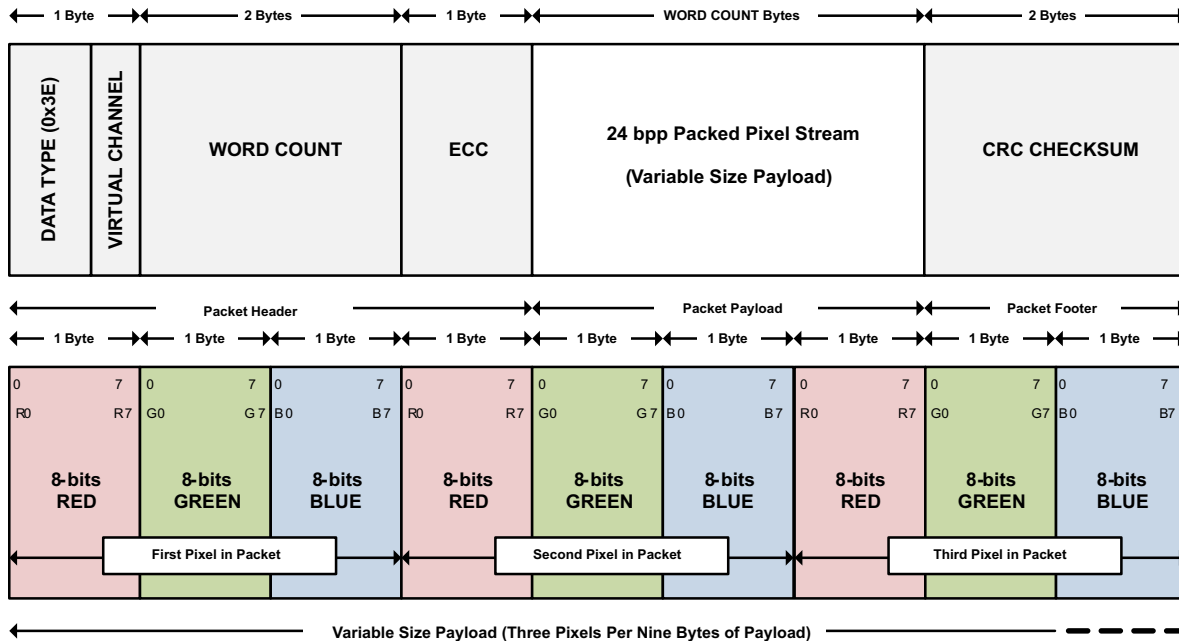 1 Byte 2 Bytes 1 Byte WORD COUNT Bytes 2 Bytes
DATA TYPE (0x3E)
VIRTUAL CHANNEL
WORD COUNT
ECC
24 bpp Packed Pixel Stream
(Variable Size Payload)
CRC CHECKSUM
Packet Header Packet Payload Packet Footer
1 Byte 1 Byte 1 Byte 1 Byte 1 Byte 1 Byte 1 Byte 1 Byte 1 Byte
0 7 0 7 0 7 0 7 0 7 0 7 0 7 0 7 0 7
R0 R7 G0 G7 B0 B7 R0 R7 G0 G7 B0 B7 R0 R7 G0 G7 B0 B7
8-bits 8-bits 8-bits 8-bits 8-bits 8-bits 8-bits 8-bits 8-bits
RED GREEN BLUE RED GREEN BLUE RED GREEN BLUE
First Pixel in Packet Second Pixel in Packet Third Pixel in Packet
Variable Size Payload (Three Pixels Per Nine Bytes of Payload)